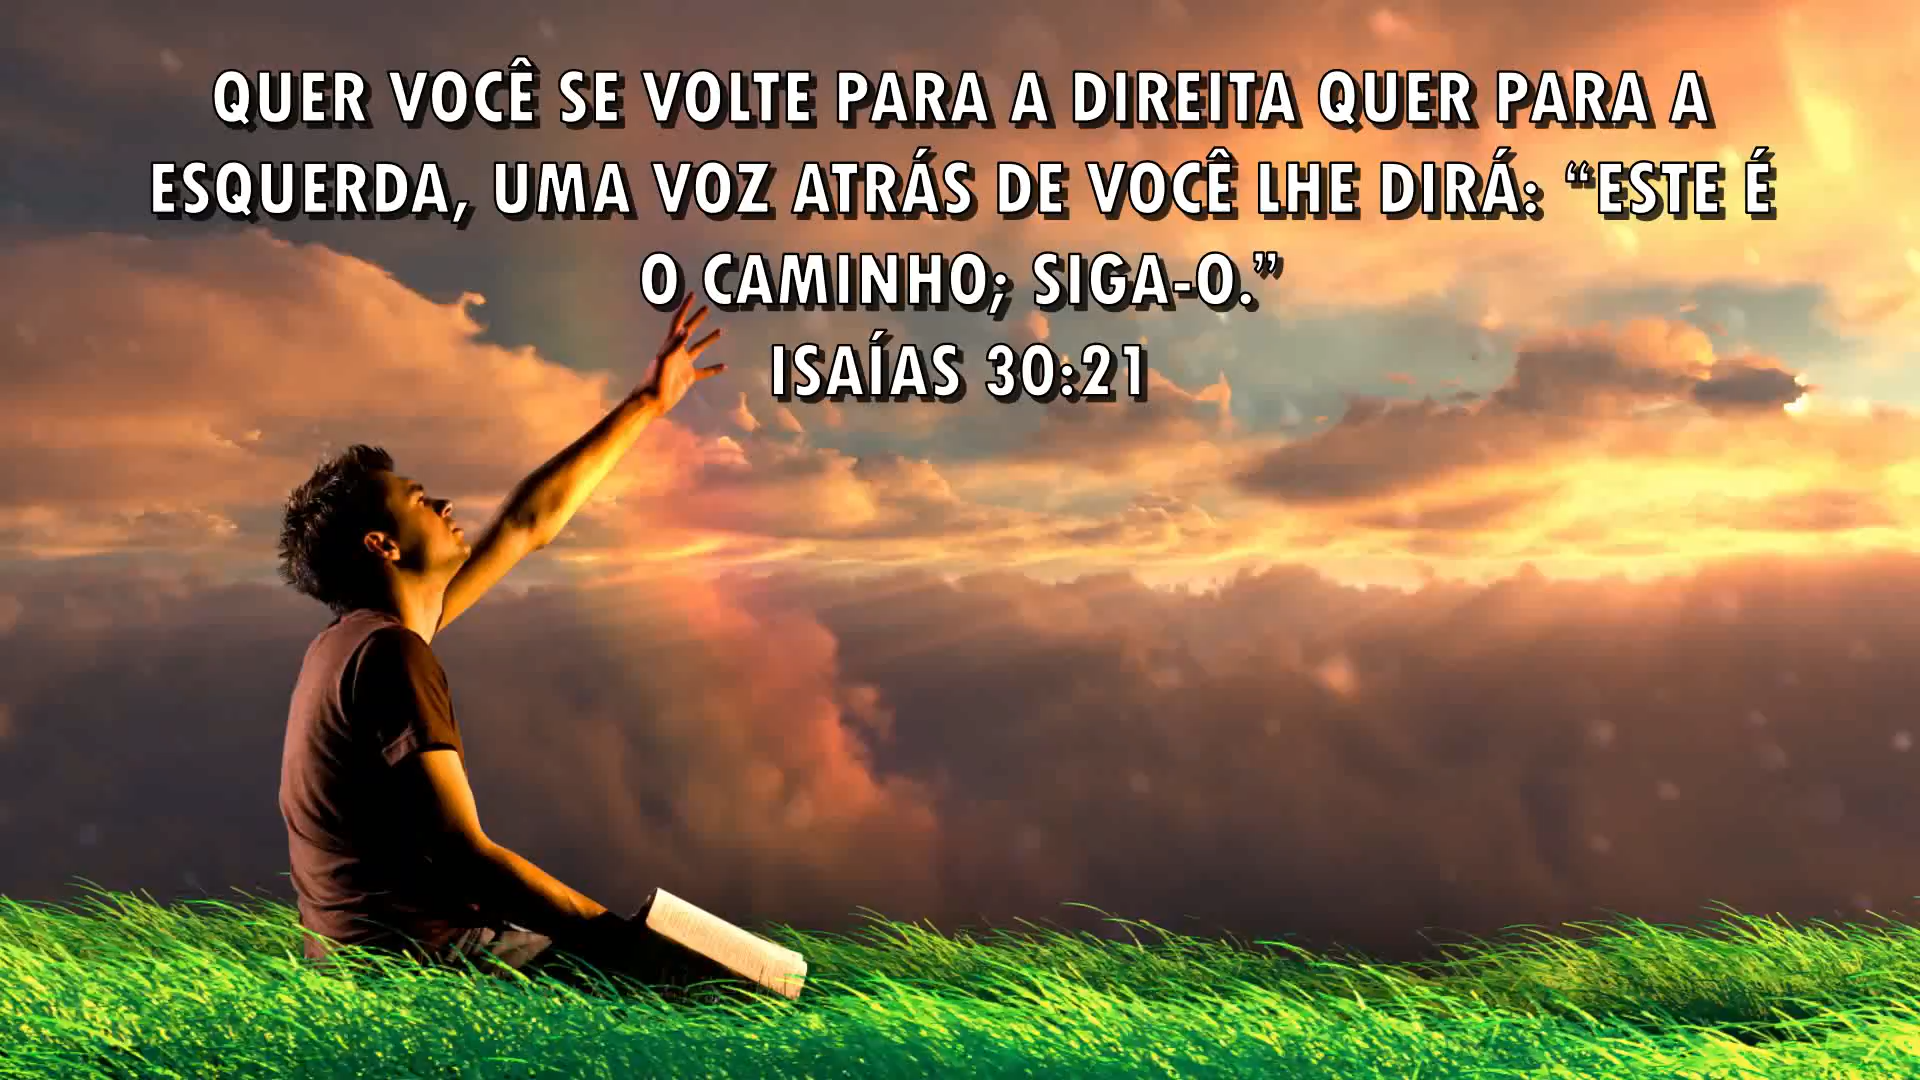 QUER VOCÊ SE VOLTE PARA A DIREITA QUER PARA A
ESQUERDA, UMA VOZ ATRÁS DE VOCÊ LHE DIRÁ: “ESTE É
O CAMINHO; SIGA-O.”
ISAÍAS 30:21